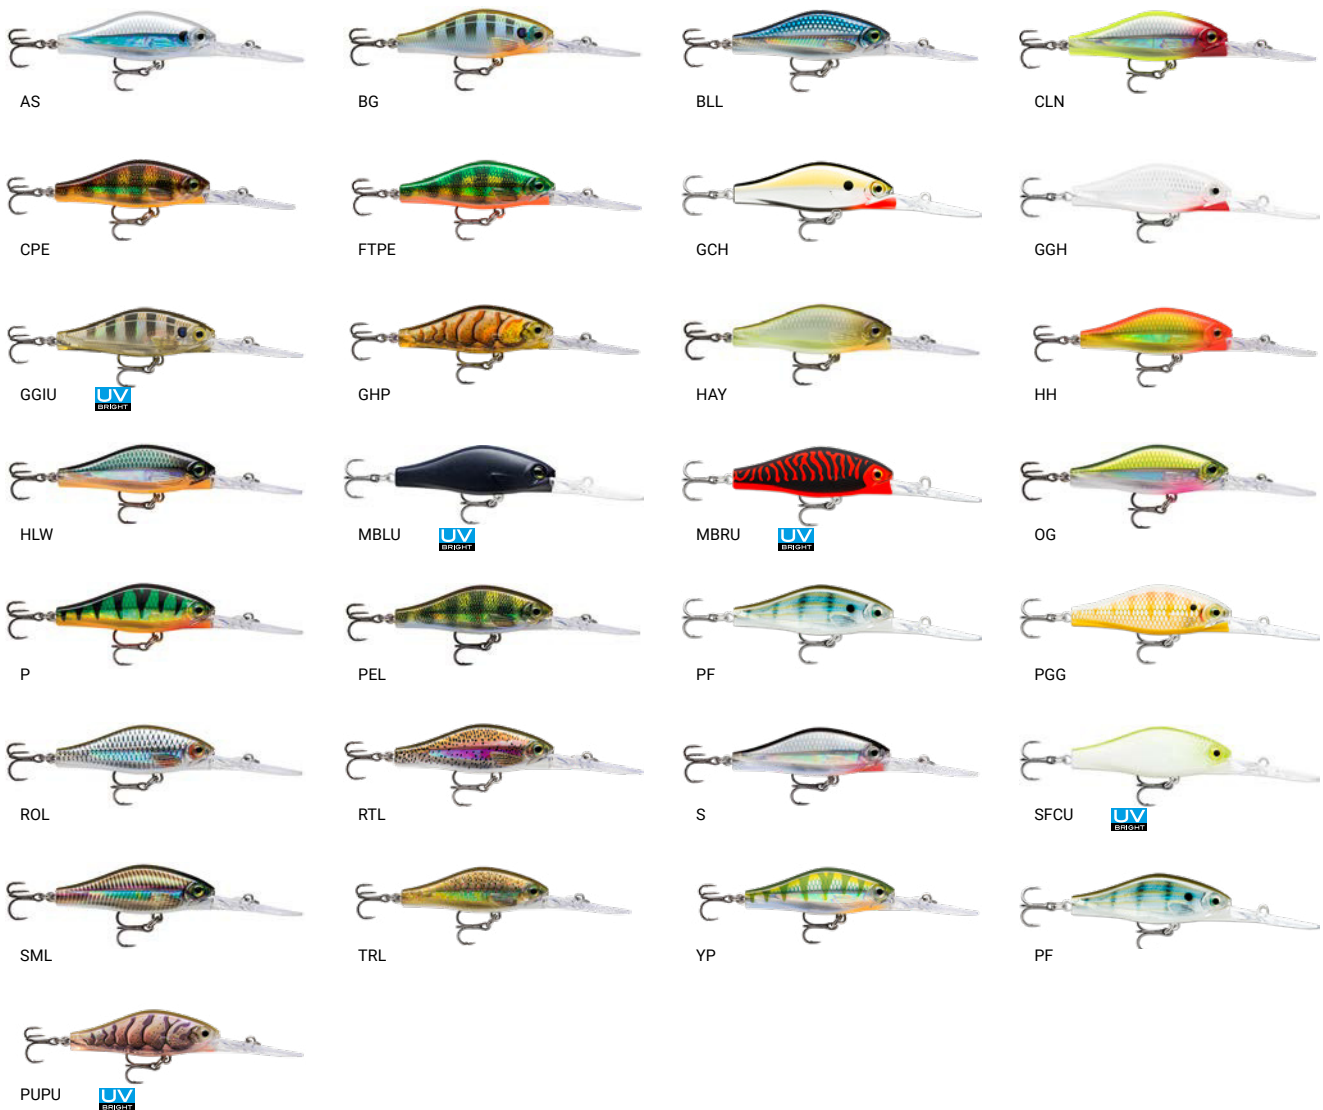 AS BG BLL CLN
CPE FTPE GCH GGH
GGIU UV BRIGHT GHP HAY HH
HLW MBLU UV BRIGHT MBRU UV BRIGHT OG
P PEL PF PGG
ROL RTL S SFCU UV BRIGHT
SML TRL YP PF
PUPU UV BRIGHT